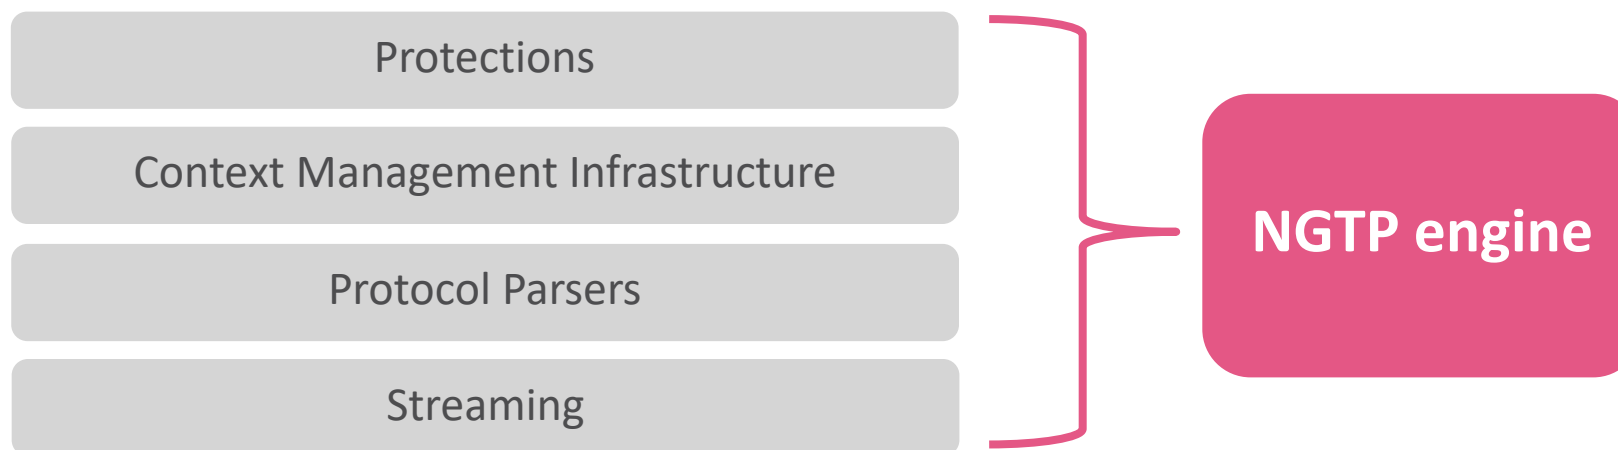 Protections
Context Management Infrastructure
Protocol Parsers
Streaming
NGTP engine